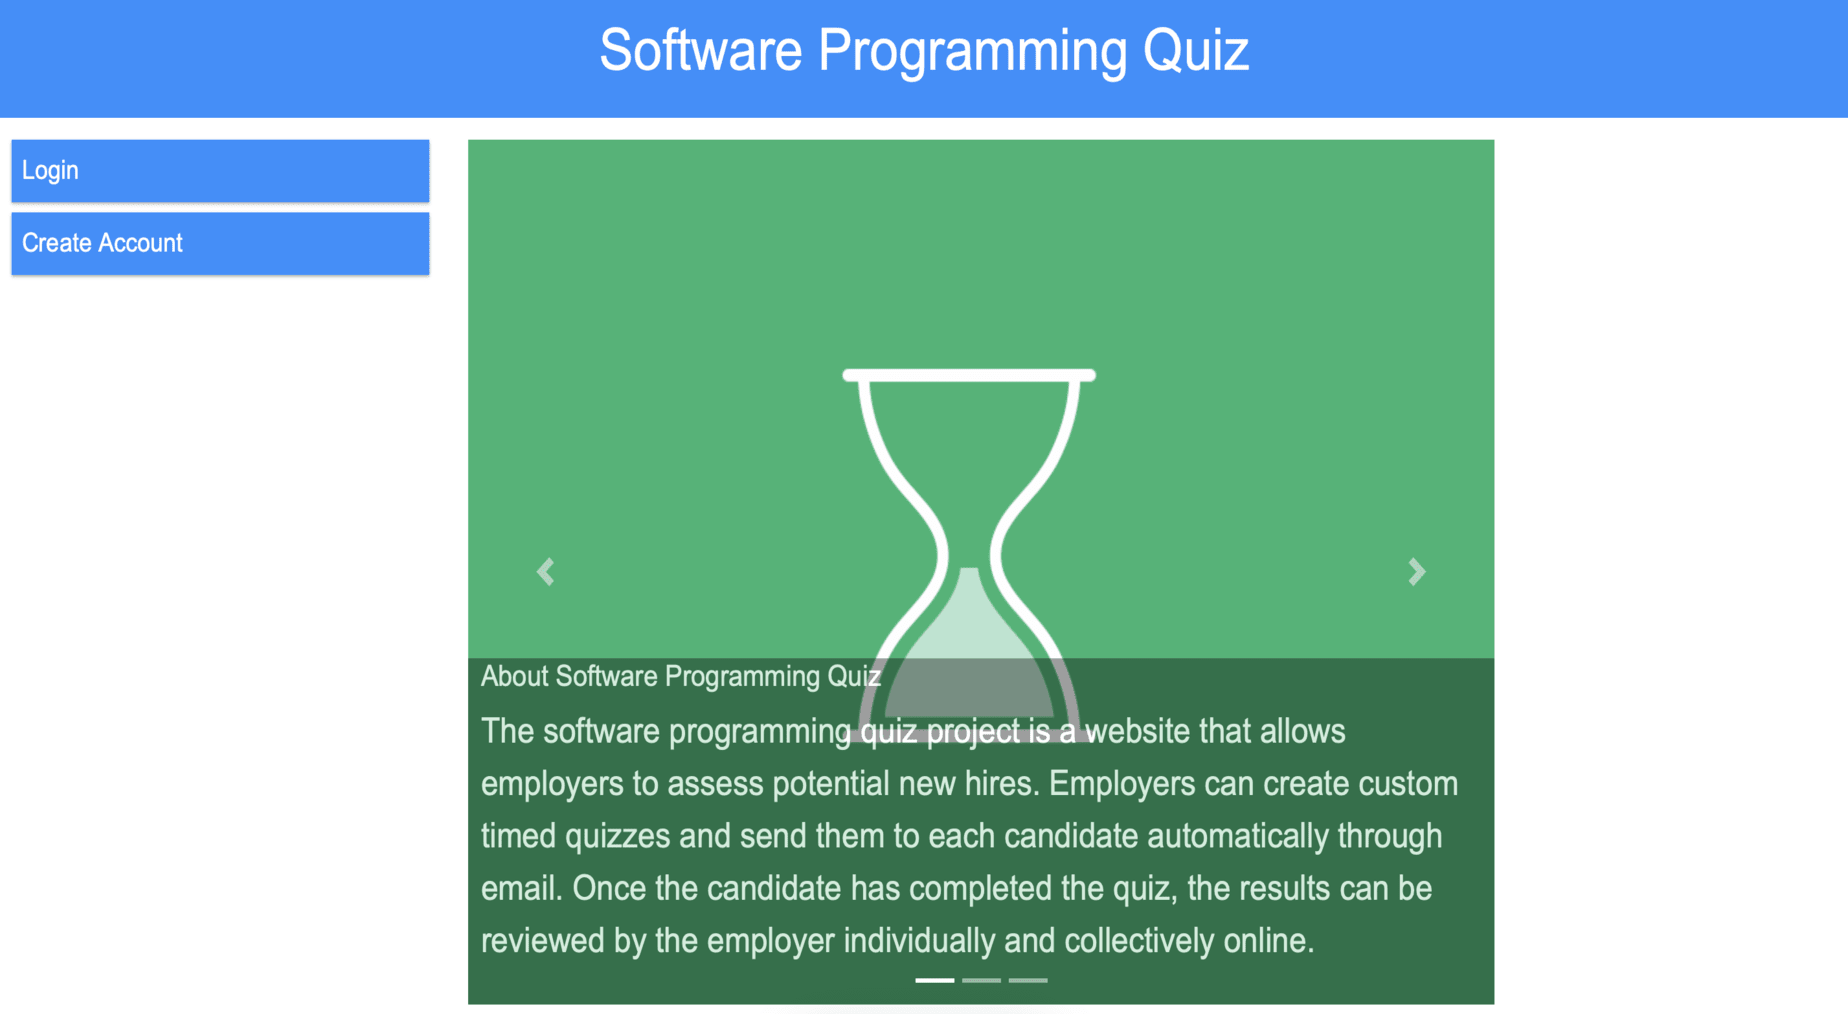 Software Programming Quiz
Login
Create Account
About Software Programming Quiz
The software programming quiz project is a website that allows
employers to assess potential new hires. Employers can create custom
timed quizzes and send them to each candidate automatically through
email. Once the candidate has completed the quiz, the results can be
reviewed by the employer individually and collectively online.